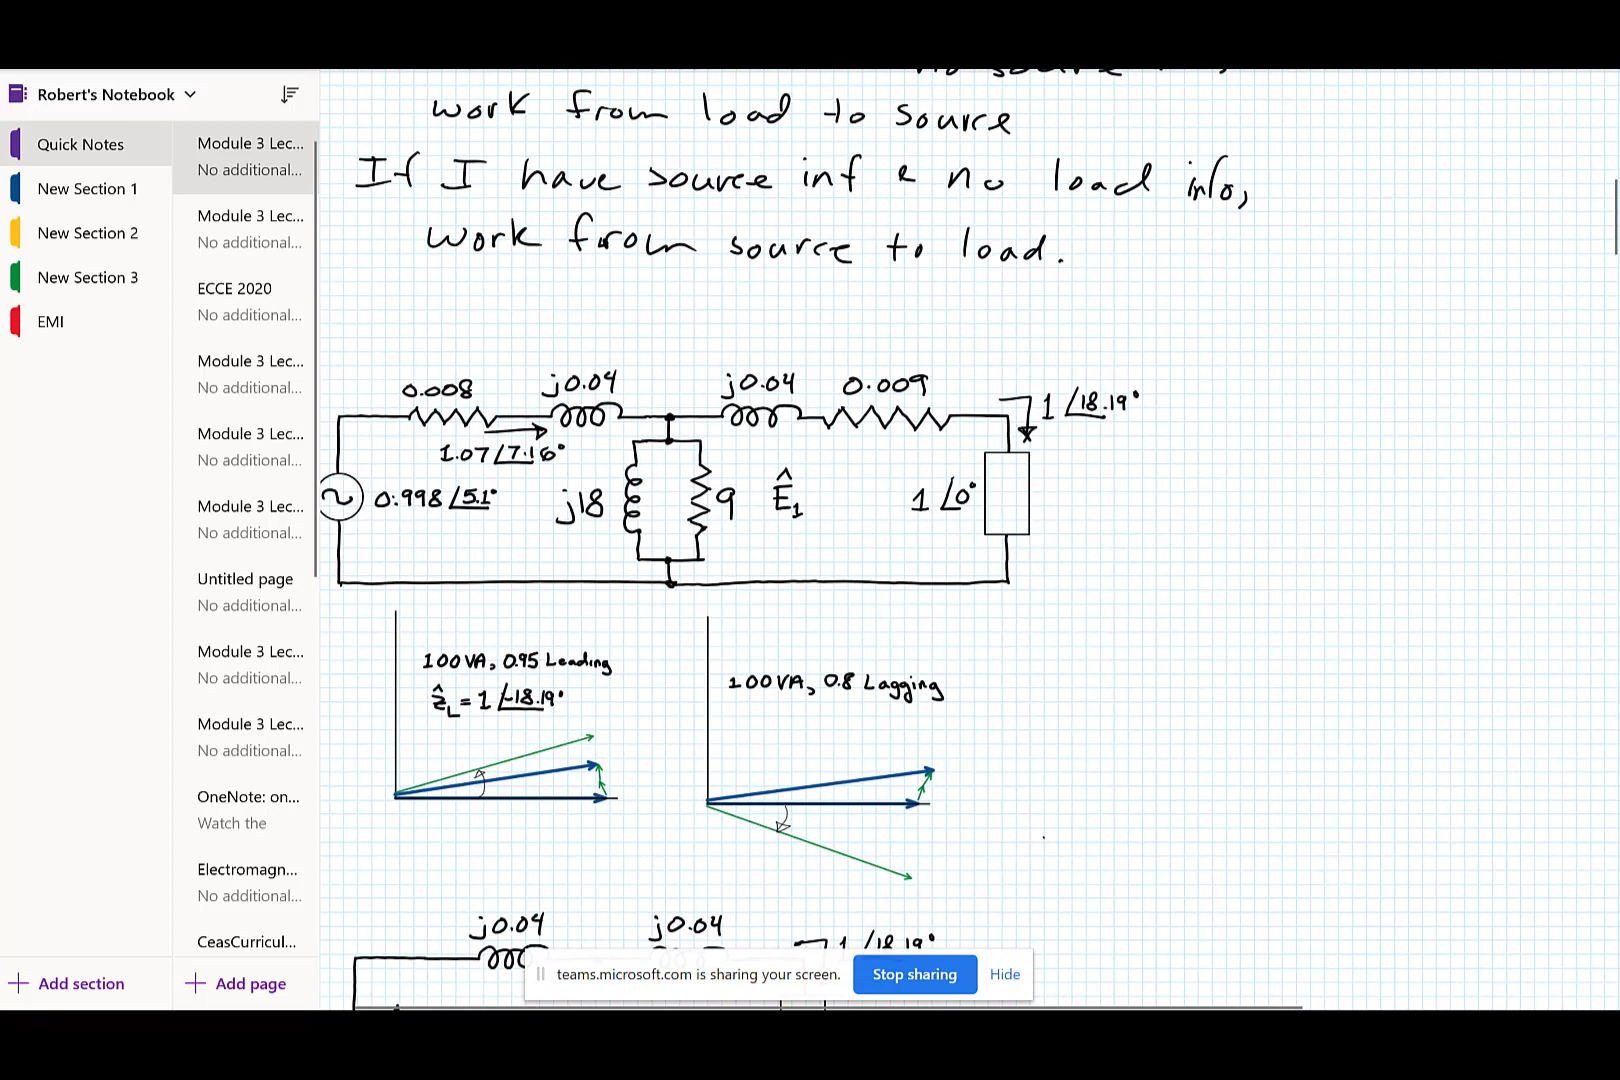 Robert's Notebook
Quick Notes
New Section 1
New Section 2
New Section 3
EMI
Add section
Module 3 Lec...
No additional...
Module 3 Lec...
No additional...
ECCE 2020
No additional...
Module 3 Lec...
No additional...
Module 3 Lec...
No additional...
Module 3 Lec...
No additional...
Untitled page
No additional...
Module 3 Lec...
No additional...
Module 3 Lec...
No additional...
OneNote: on...
Watch the
Electromagn...
No additional...
CeasCurricul...
Add page
work from load to source
If I have source inf & no load info,
work from source to load.
0.008
j0.04
j0.04
0.009
1 ∠18.19°
1.07 ∠7.16°
0.998 ∠5.1°
j18
9
Ê₁
1 ∠0°
100VA, 0.95 Leading
ẑL = 1 ∠-18.19°
100VA, 0.8 Lagging
j0.04
j0.04
1 ∠18.19°
teams.microsoft.com is sharing your screen.
Stop sharing
Hide